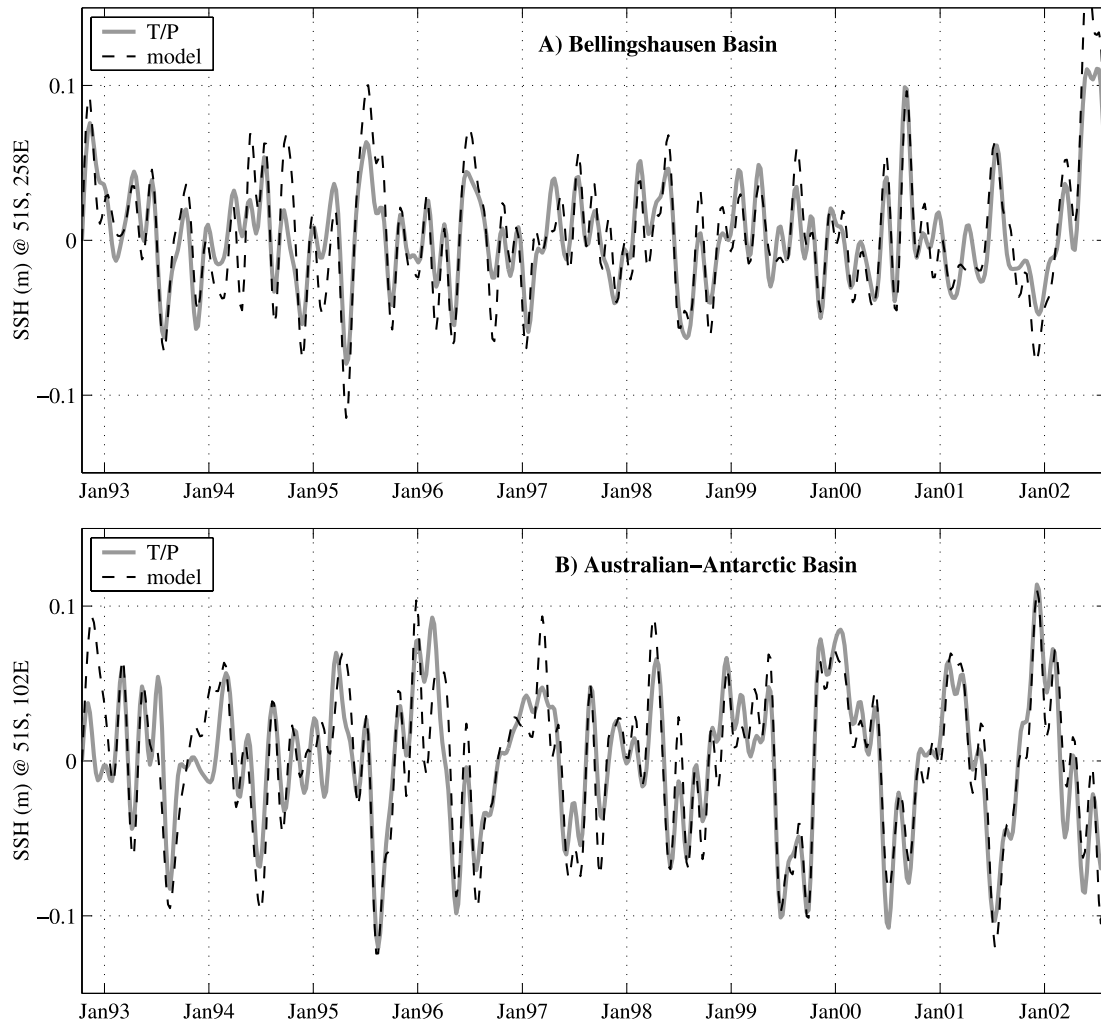 T/P
model
A) Bellingshausen Basin
0.1
0
−0.1
SSH (m) @ 51S, 258E
Jan93 Jan94 Jan95 Jan96 Jan97 Jan98 Jan99 Jan00 Jan01 Jan02
T/P
model
B) Australian−Antarctic Basin
0.1
0
−0.1
SSH (m) @ 51S, 102E
Jan93 Jan94 Jan95 Jan96 Jan97 Jan98 Jan99 Jan00 Jan01 Jan02